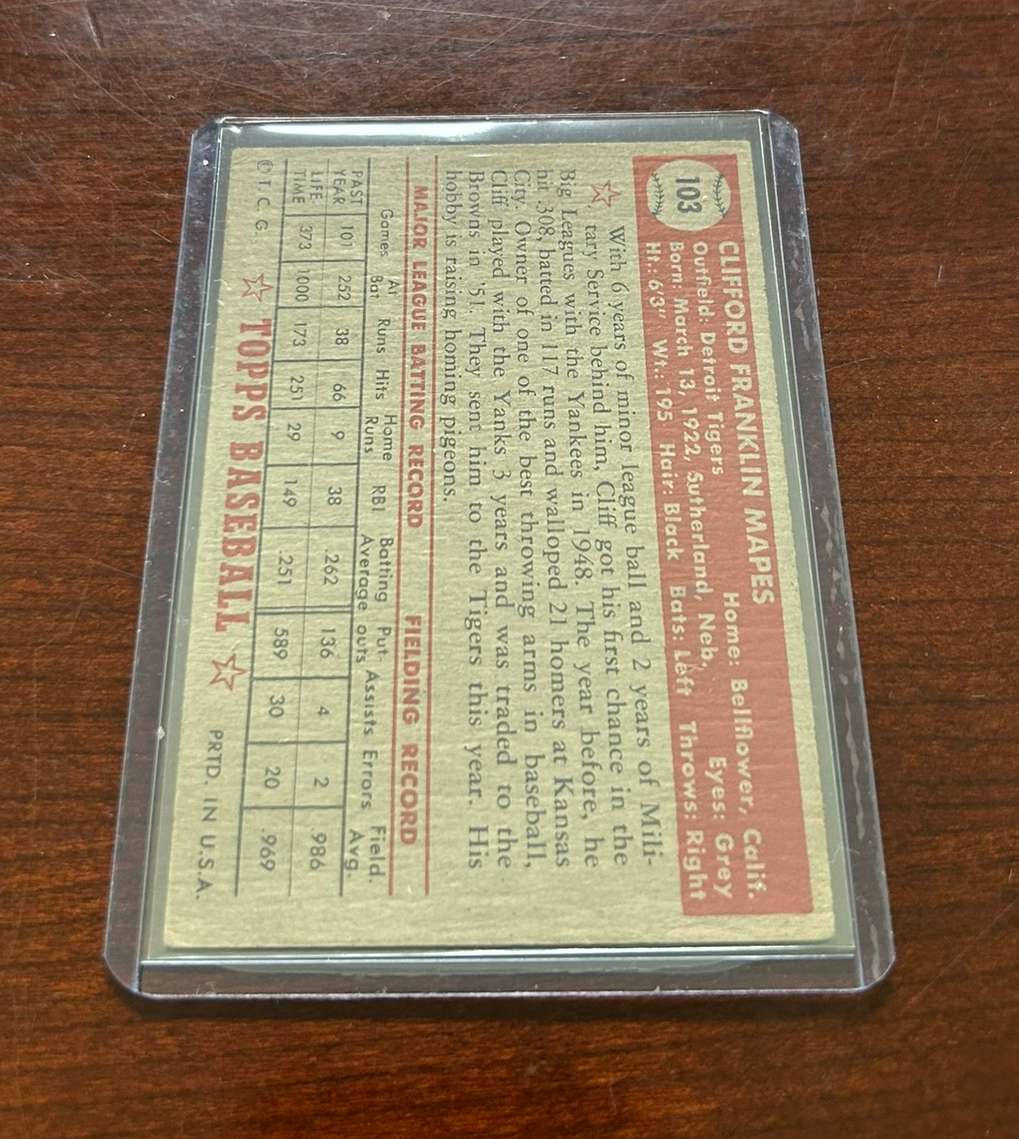 103
CLIFFORD FRANKLIN MAPES
Outfield: Detroit Tigers Home: Bellflower, Calif.
Born: March 13, 1922, Sutherland, Neb. Eyes: Grey
Ht.: 6'3" Wt.: 195 Hair: Black Bats: Left Throws: Right
With 6 years of minor league ball and 2 years of Mili-
tary Service behind him, Cliff got his first chance in the
Big Leagues with the Yankees in 1948. The year before, he
hit .308, batted in 117 runs and walloped 21 homers at Kansas
City. Owner of one of the best throwing arms in baseball,
Cliff played with the Yanks 3 years and was traded to the
Browns in '51. They sent him to the Tigers this year. His
hobby is raising homing pigeons.
MAJOR LEAGUE BATTING RECORD FIELDING RECORD
Games At Bat Runs Hits Home Runs RBI Batting Average Put-outs Assists Errors Field. Avg.
PAST YEAR 101 252 38 66 9 38 .262 136 4 2 .986
LIFE TIME 373 1000 173 251 29 149 .251 589 30 20 .969
© T. C. G. TOPPS BASEBALL PRTD. IN U.S.A.